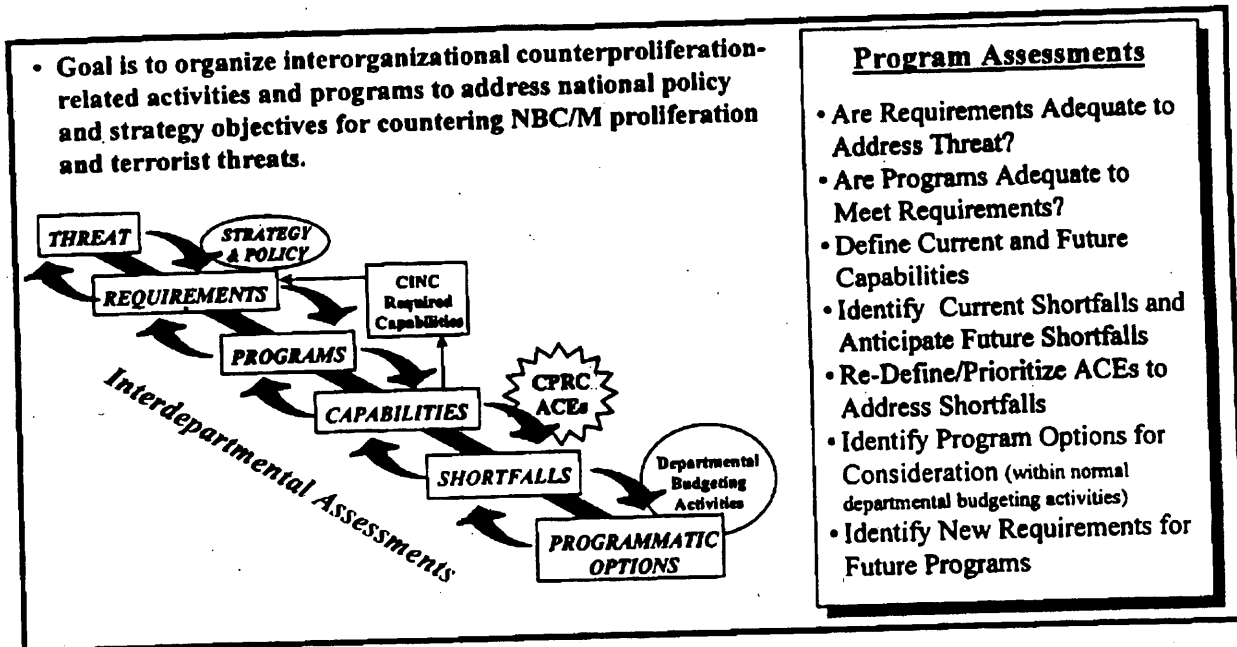 • Goal is to organize interorganizational counterproliferation-
related activities and programs to address national policy
and strategy objectives for countering NBC/M proliferation
and terrorist threats.
THREAT
STRATEGY
& POLICY
REQUIREMENTS
CINC
Required
Capabilities
PROGRAMS
CAPABILITIES
CPRC
ACEs
SHORTFALLS
Departmental
Budgeting
Activities
PROGRAMMATIC
OPTIONS
Interdepartmental Assessments
Program Assessments
• Are Requirements Adequate to
Address Threat?
• Are Programs Adequate to
Meet Requirements?
• Define Current and Future
Capabilities
• Identify Current Shortfalls and
Anticipate Future Shortfalls
• Re-Define/Prioritize ACEs to
Address Shortfalls
• Identify Program Options for
Consideration (within normal
departmental budgeting activities)
• Identify New Requirements for
Future Programs